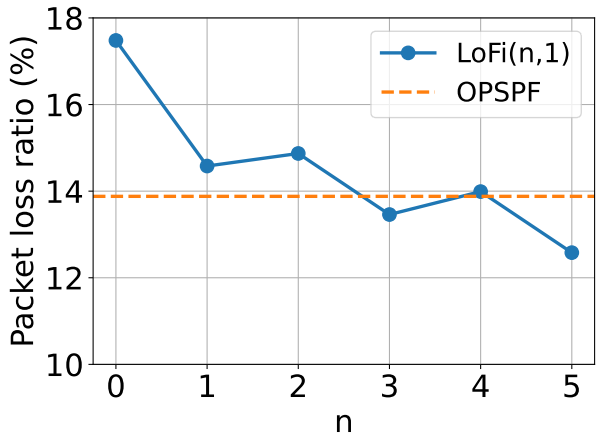 Packet loss ratio (%)
18
16
14
12
10
0 1 2 3 4 5
n
LoFi(n,1)
OPSPF